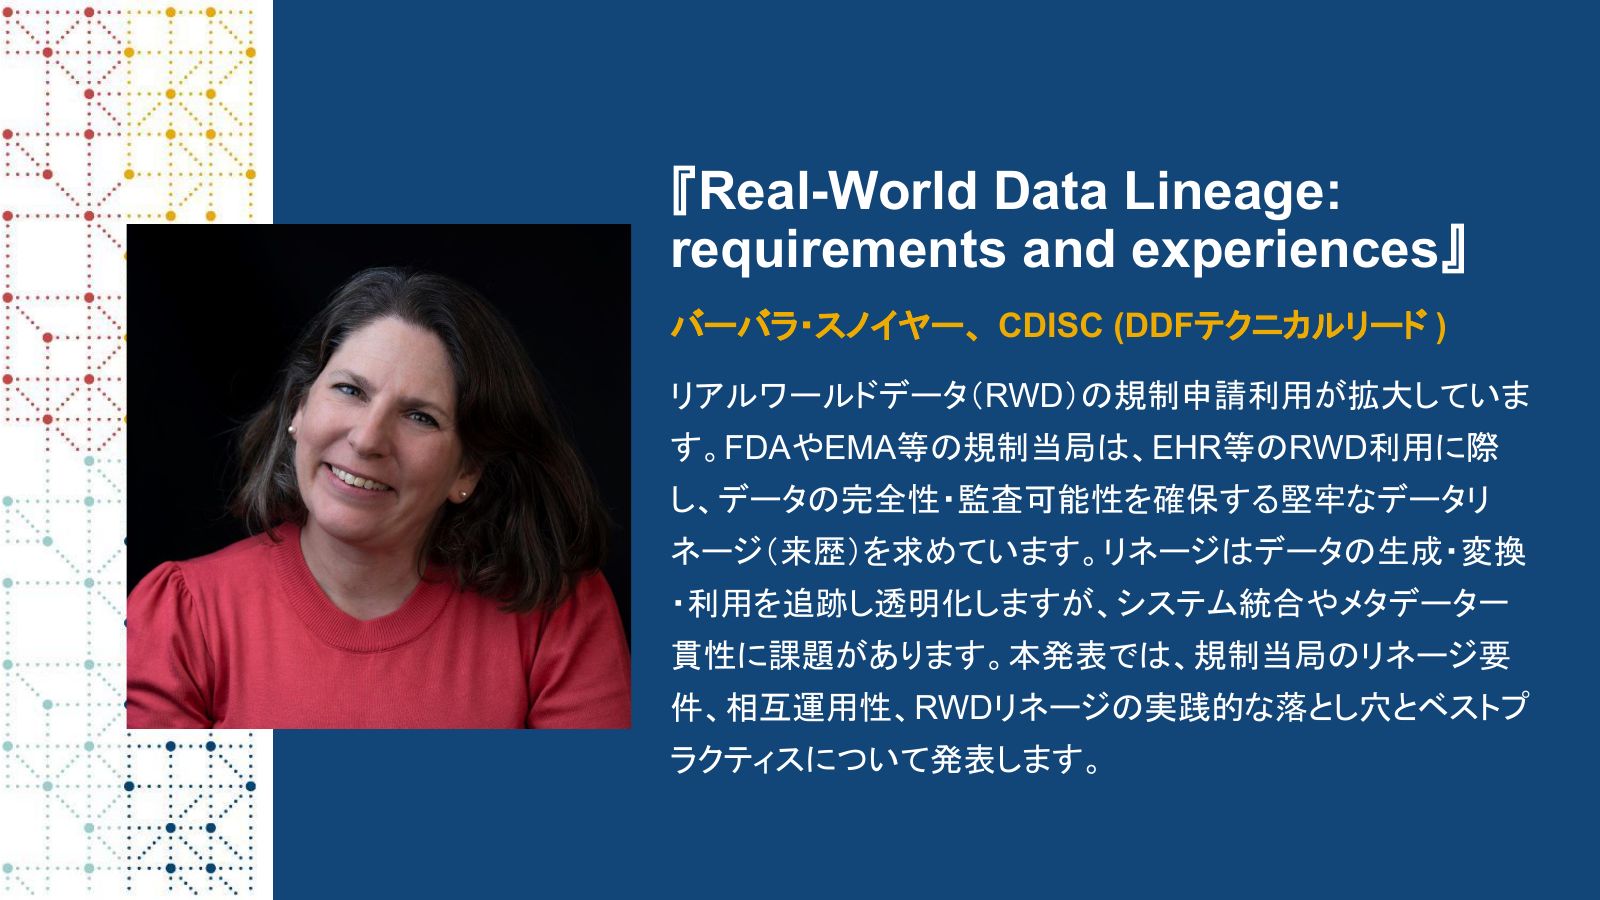 『Real-World Data Lineage:
requirements and experiences』
バーバラ・スノイヤー、CDISC (DDFテクニカルリード )
リアルワールドデータ（RWD）の規制申請利用が拡大していま
す。FDAやEMA等の規制当局は、EHR等のRWD利用に際
し、データの完全性・監査可能性を確保する堅牢なデータリ
ネージ（来歴）を求めています。リネージはデータの生成・変換
・利用を追跡し透明化しますが、システム統合やメタデータ一
貫性に課題があります。本発表では、規制当局のリネージ要
件、相互運用性、RWDリネージの実践的な落とし穴とベストプ
ラクティスについて発表します。